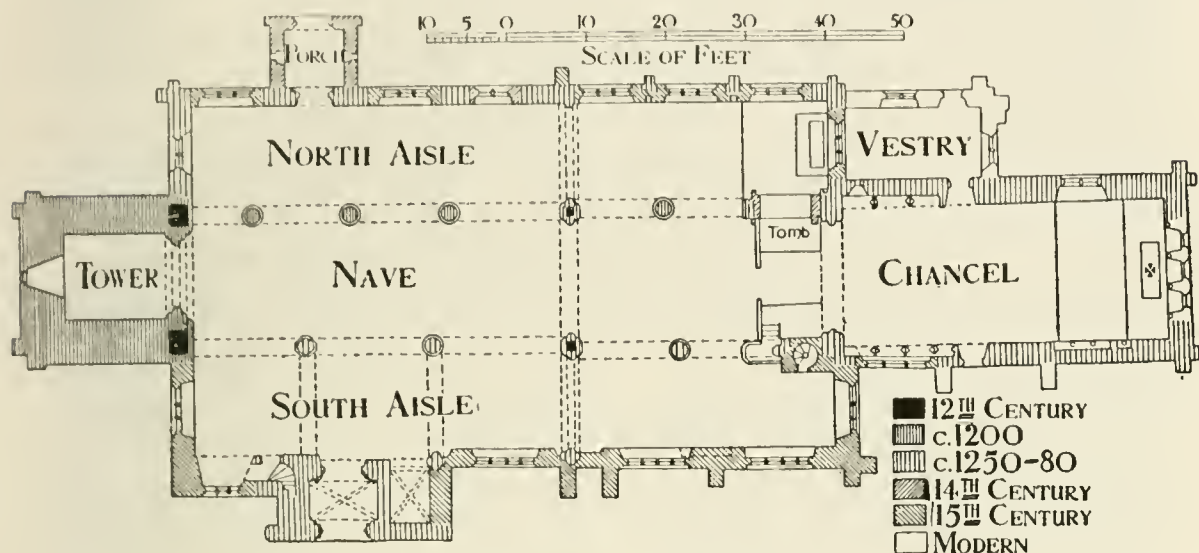 10 5 0 10 20 30 40 50
SCALE OF FEET
PORCH
NORTH AISLE
VESTRY
Tomb
TOWER
NAVE
CHANCEL
SOUTH AISLE
12TH CENTURY
c.1200
c.1250-80
14TH CENTURY
15TH CENTURY
MODERN